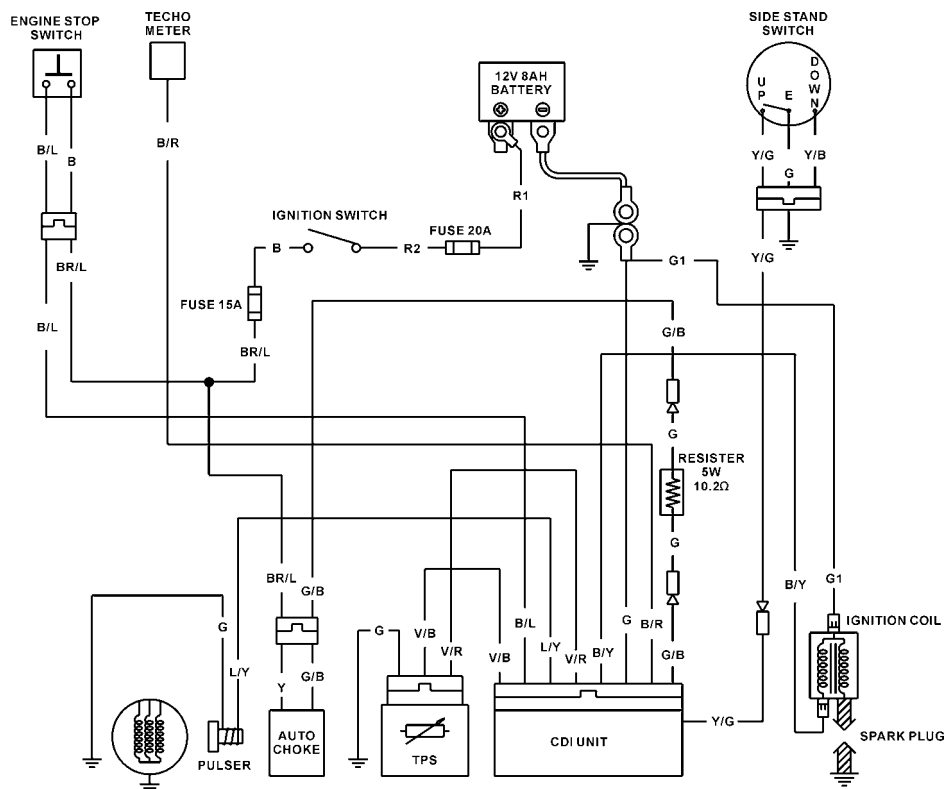 ENGINE STOP
SWITCH
TECHO
METER
SIDE STAND
SWITCH
12V 8AH
BATTERY
UP
E
DOWN
B/L
B
B/R
Y/G
G
Y/B
R1
IGNITION SWITCH
FUSE 20A
B
R2
BR/L
Y/G
G1
FUSE 15A
B/L
G/B
BR/L
G
RESISTER
5W
10.2Ω
G
BR/L
G/B
B/Y
G1
G
L/Y
G
V/B
V/R
V/B
B/L
L/Y
V/R
B/Y
G
B/R
G/B
IGNITION COIL
Y
G/B
Y/G
PULSER
AUTO
CHOKE
TPS
CDI UNIT
SPARK PLUG